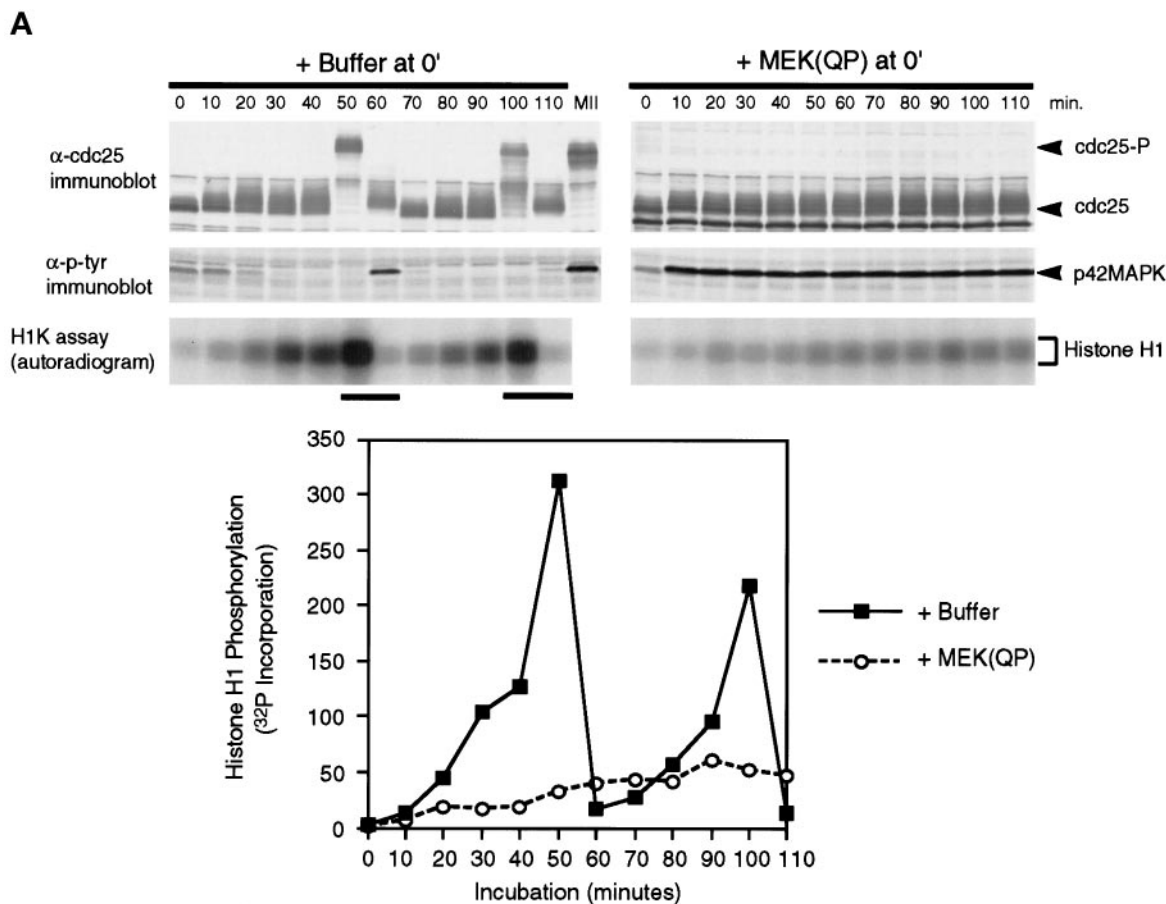 A
+ Buffer at 0'
+ MEK(QP) at 0'
0 10 20 30 40 50 60 70 80 90 100 110 MII
0 10 20 30 40 50 60 70 80 90 100 110 min.
α-cdc25
immunoblot
cdc25-P
cdc25
α-p-tyr
immunoblot
p42MAPK
H1K assay
(autoradiogram)
Histone H1
Histone H1 Phosphorylation
(³²P Incorporation)
350
300
250
200
150
100
50
0
0 10 20 30 40 50 60 70 80 90 100 110
Incubation (minutes)
+ Buffer
+ MEK(QP)